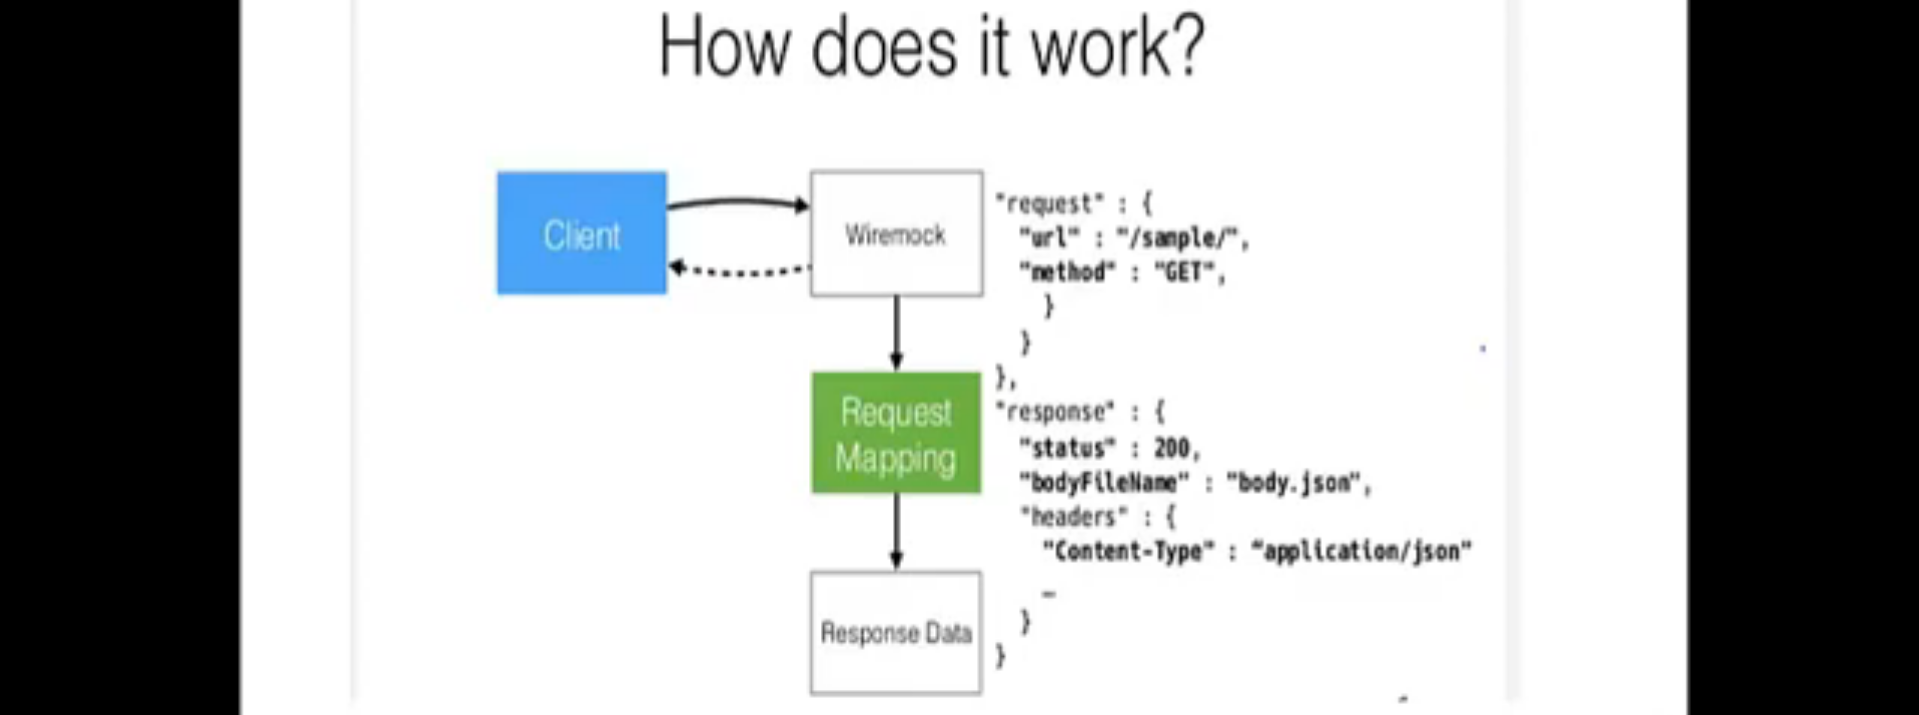 How does it work?
Client
Wiremock
Request
Mapping
Response Data
"request" : {
"url" : "/sample/",
"method" : "GET",
}
}
},
"response" : {
"status" : 200,
"bodyFileName" : "body.json",
"headers" : {
"Content-Type" : “application/json"
_
}
}